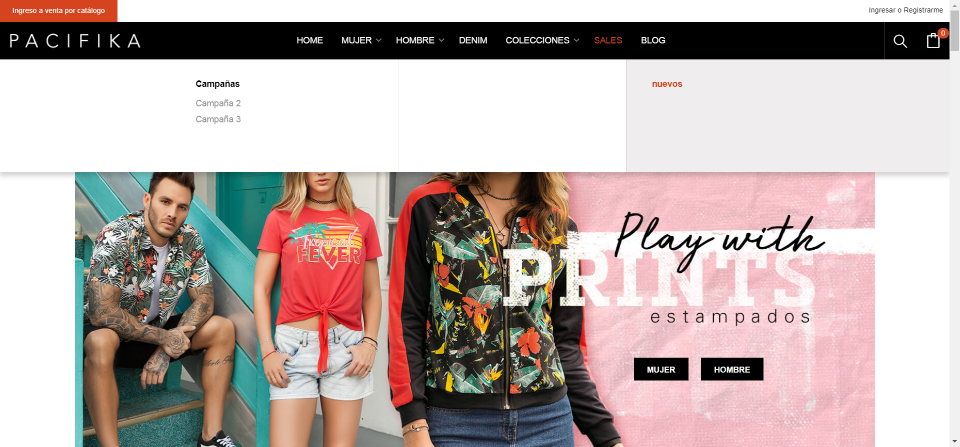 Ingreso a venta por catálogo
Ingresar o Registrarme
PACIFIKA
HOME MUJER HOMBRE DENIM COLECCIONES SALES BLOG
0
Campañas
nuevos
Campaña 2
Campaña 3
Play with
PRINTS
estampados
Tropicable
FEVER
MUJER HOMBRE